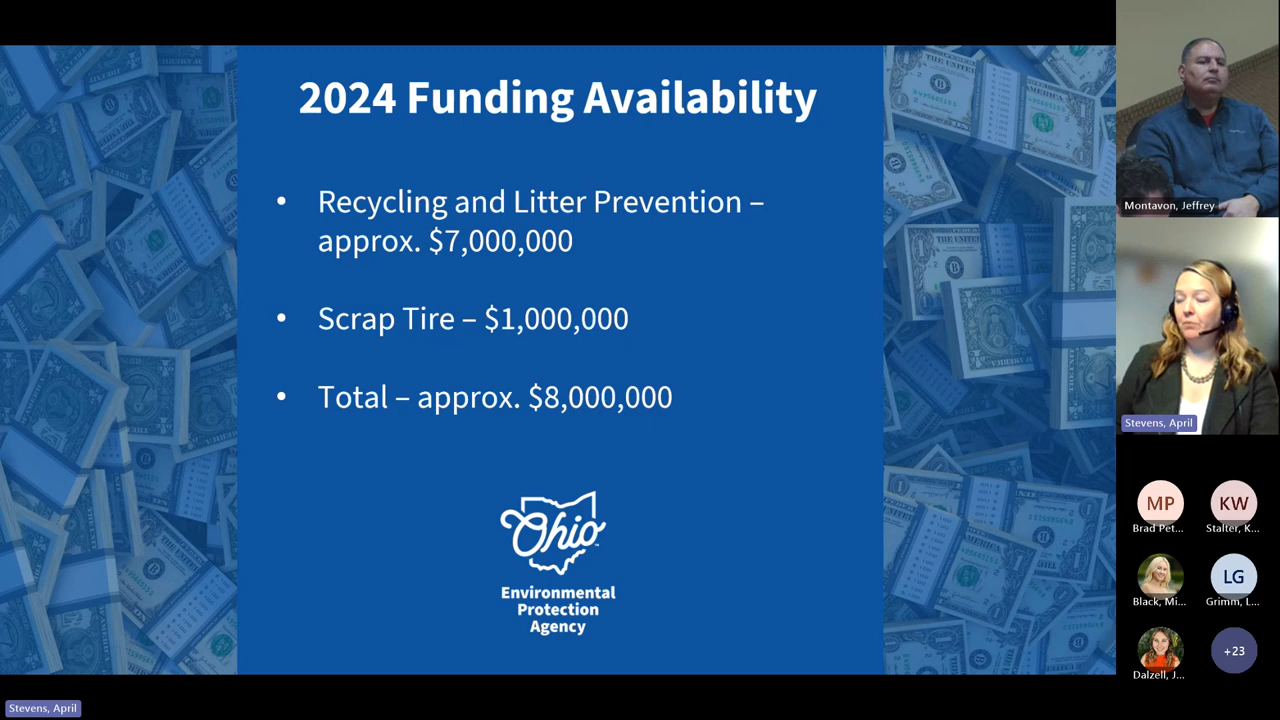 2024 Funding Availability
• Recycling and Litter Prevention –
approx. $7,000,000
• Scrap Tire – $1,000,000
• Total – approx. $8,000,000
Ohio
Environmental
Protection
Agency
Montavon, Jeffrey
Stevens, April
MP
Brad Pet...
KW
Stalter, K...
Black, Mi...
LG
Grimm, L...
Dalzell, J...
+23
Stevens, April